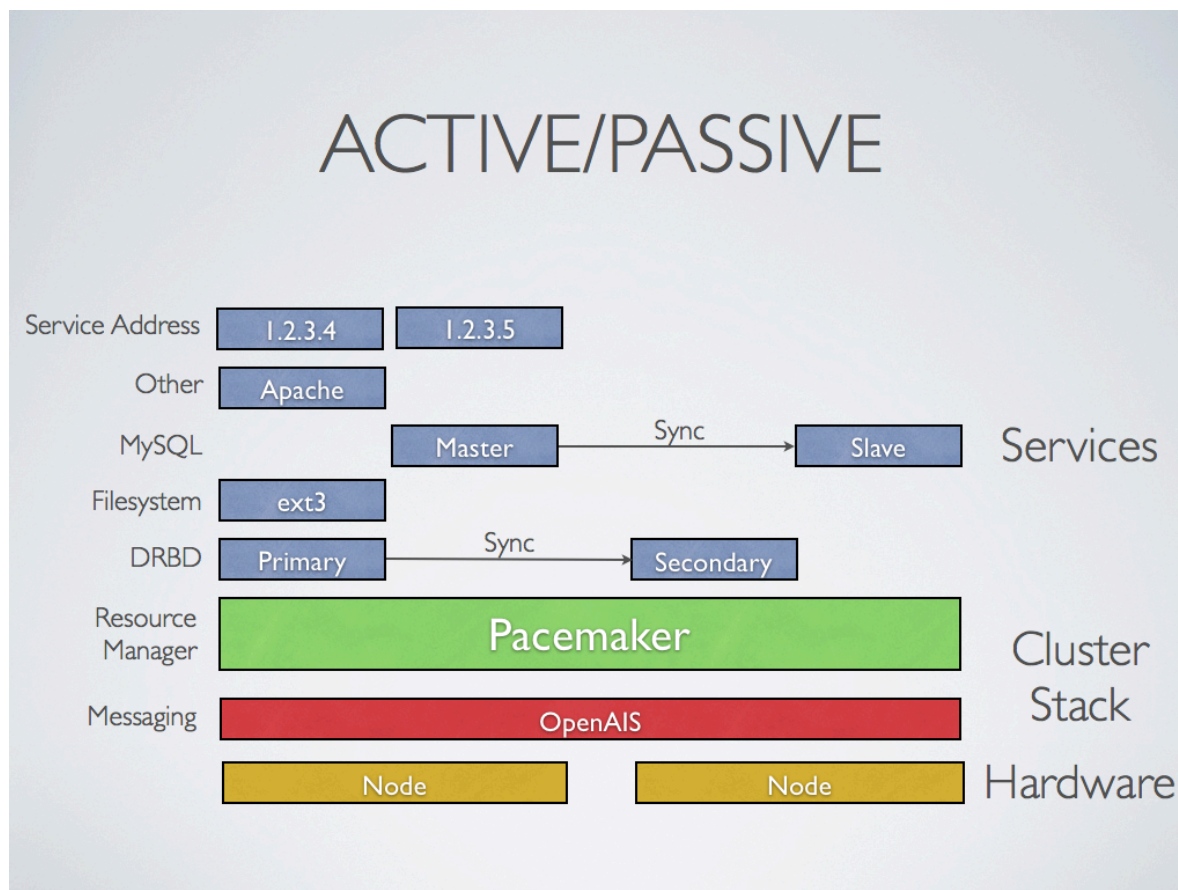 ACTIVE/PASSIVE
Service Address 1.2.3.4 1.2.3.5
Other Apache
MySQL Master Sync Slave Services
Filesystem ext3
DRBD Primary Sync Secondary
Resource
Manager
Pacemaker
Cluster
Stack
Messaging OpenAIS
Node Node Hardware